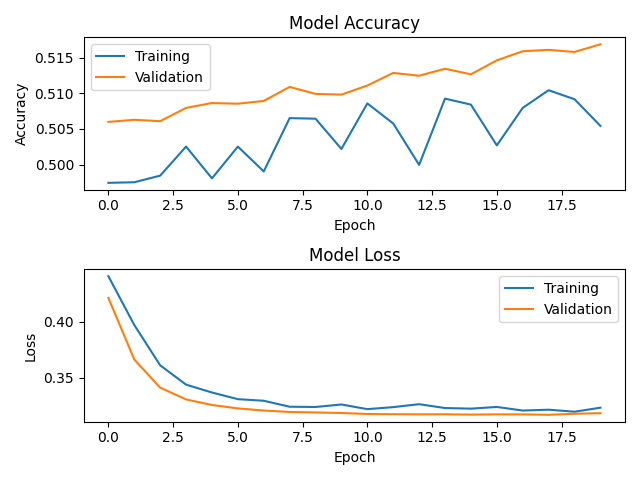 Model Accuracy
Training
Validation
0.515
0.510
0.505
0.500
Accuracy
0.0 2.5 5.0 7.5 10.0 12.5 15.0 17.5
Epoch
Model Loss
Training
Validation
0.40
0.35
Loss
0.0 2.5 5.0 7.5 10.0 12.5 15.0 17.5
Epoch